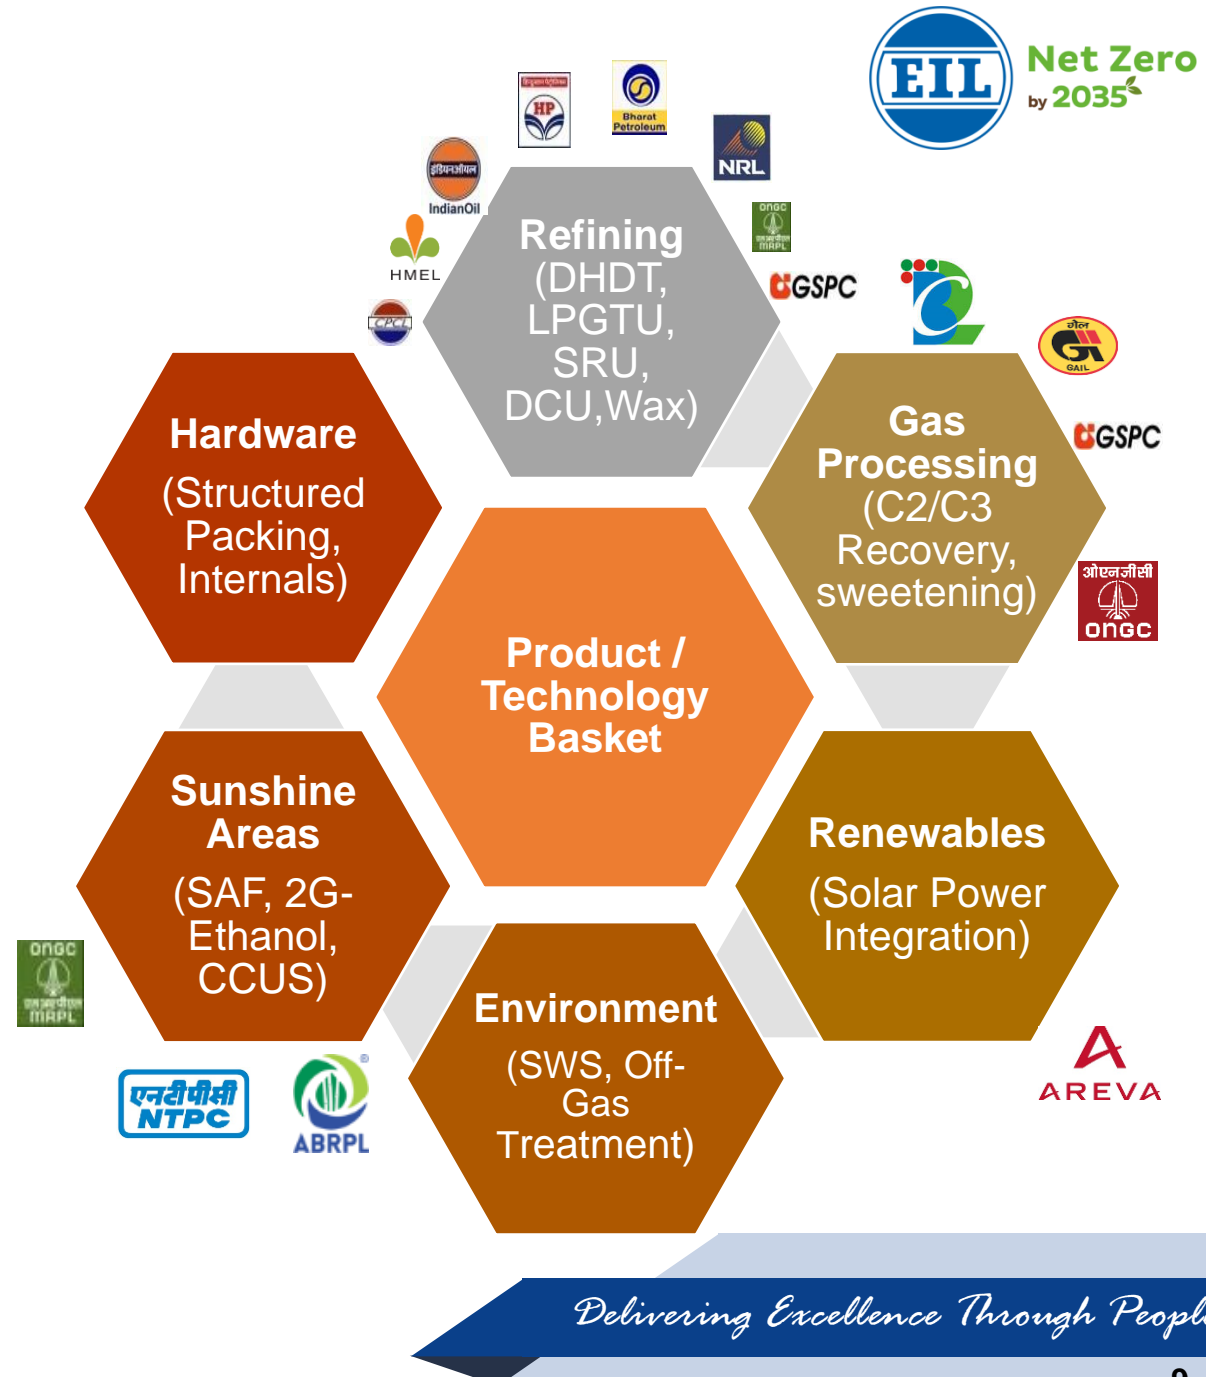 EIL
Net Zero
by 2035
HP
Bharat
Petroleum
NRL
इंडियनऑयल
IndianOil
HMEL
CPCL
ONGC
MRPL
GSPC
गेल
GAIL
GSPC
ओएनजीसी
ONGC
Refining
(DHDT,
LPGTU,
SRU,
DCU,Wax)
Gas
Processing
(C2/C3
Recovery,
sweetening)
Hardware
(Structured
Packing,
Internals)
Product /
Technology
Basket
Sunshine
Areas
(SAF, 2G-
Ethanol,
CCUS)
Renewables
(Solar Power
Integration)
Environment
(SWS, Off-
Gas
Treatment)
ONGC
MRPL
एनटीपीसी
NTPC
ABRPL
AREVA
Delivering Excellence Through People